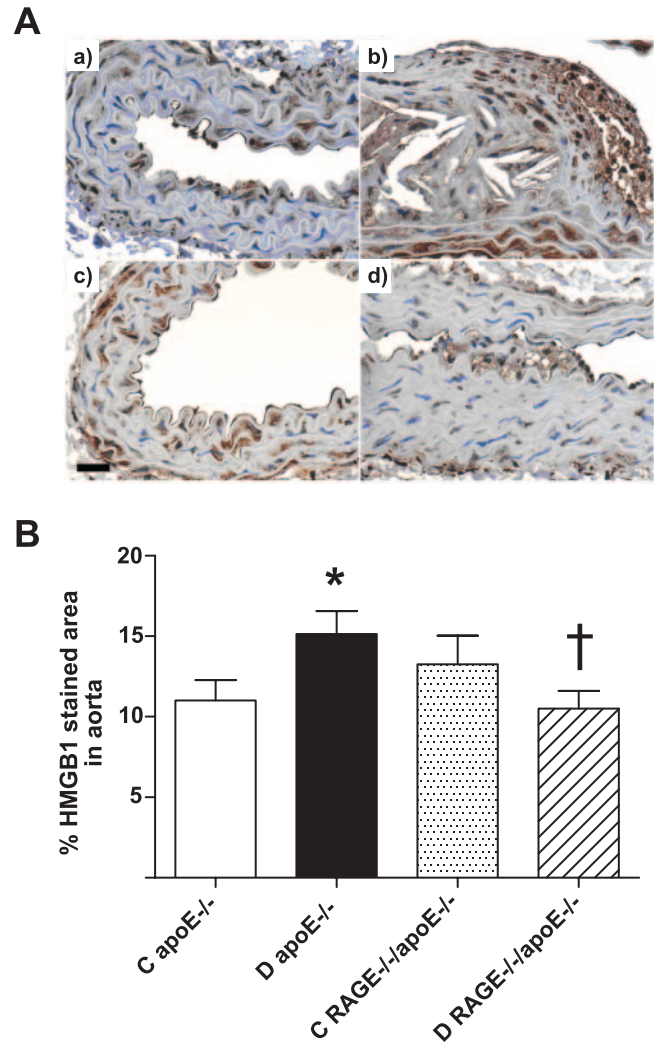 A
a)
b)
c)
d)
B
% HMGB1 stained area
in aorta
20
15
10
5
*
†
C apoE-/-
D apoE-/-
C RAGE-/-/apoE-/-
D RAGE-/-/apoE-/-